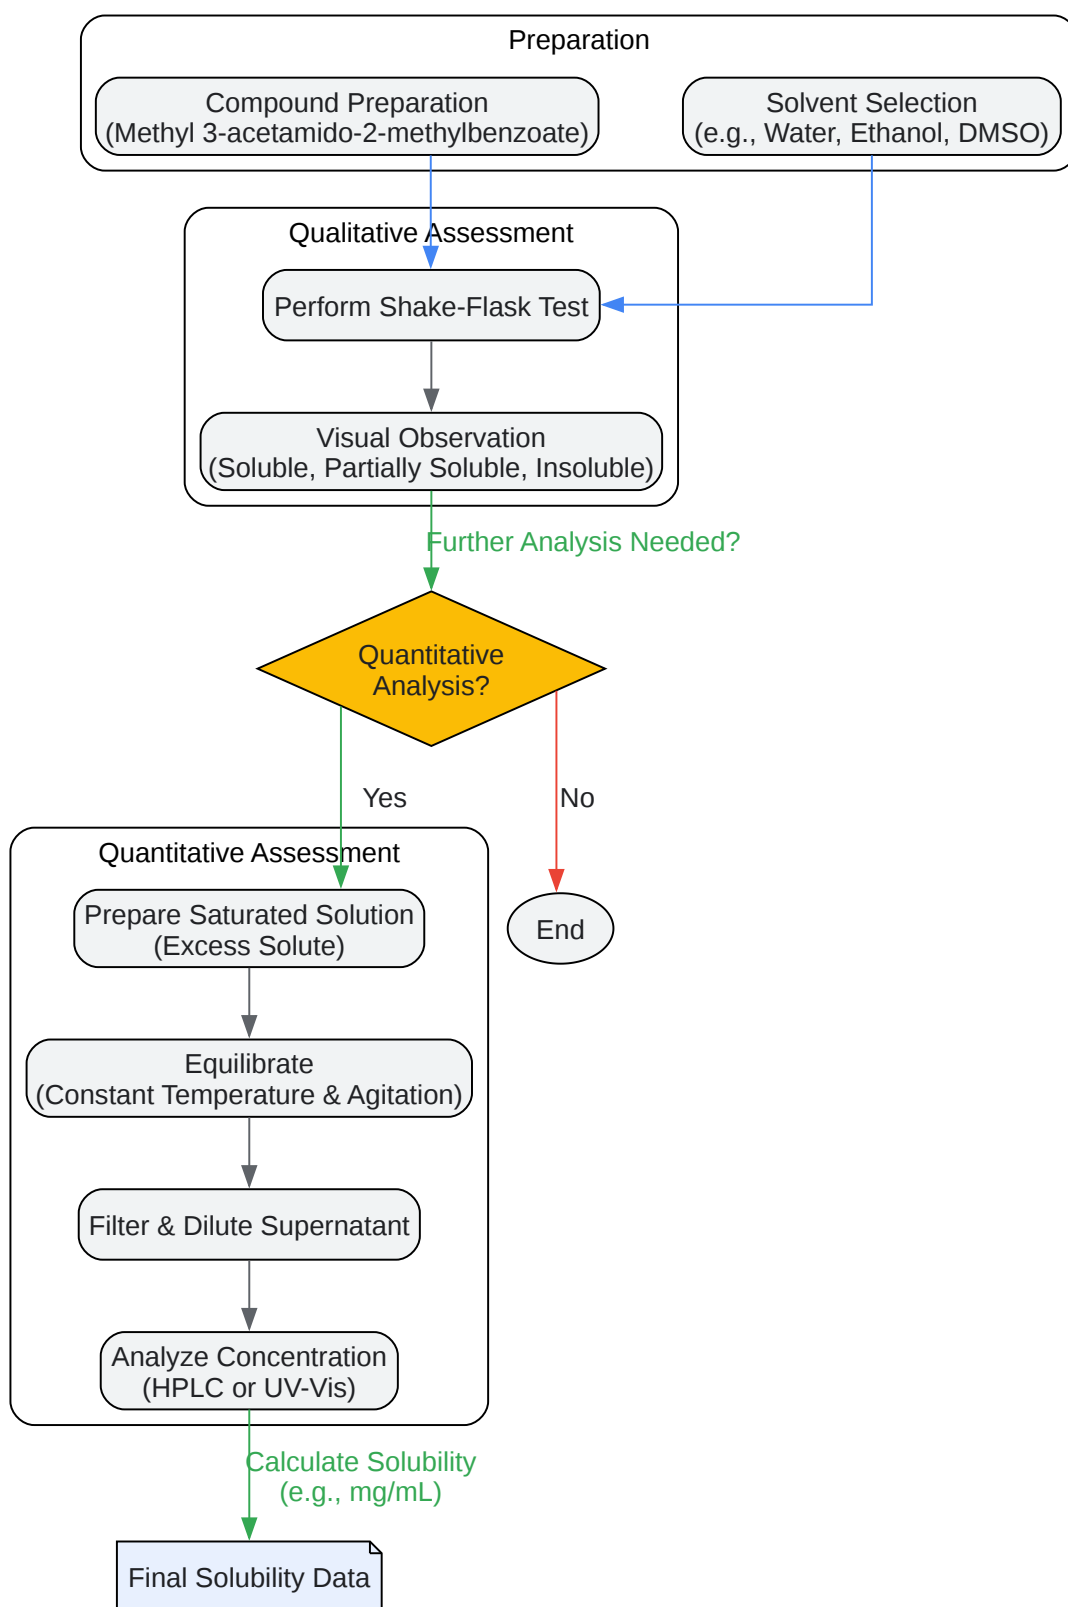 Preparation
Compound Preparation
(Methyl 3-acetamido-2-methylbenzoate)
Solvent Selection
(e.g., Water, Ethanol, DMSO)
Qualitative Assessment
Perform Shake-Flask Test
Visual Observation
(Soluble, Partially Soluble, Insoluble)
Further Analysis Needed?
Quantitative
Analysis?
Yes
No
Quantitative Assessment
Prepare Saturated Solution
(Excess Solute)
End
Equilibrate
(Constant Temperature & Agitation)
Filter & Dilute Supernatant
Analyze Concentration
(HPLC or UV-Vis)
Calculate Solubility
(e.g., mg/mL)
Final Solubility Data